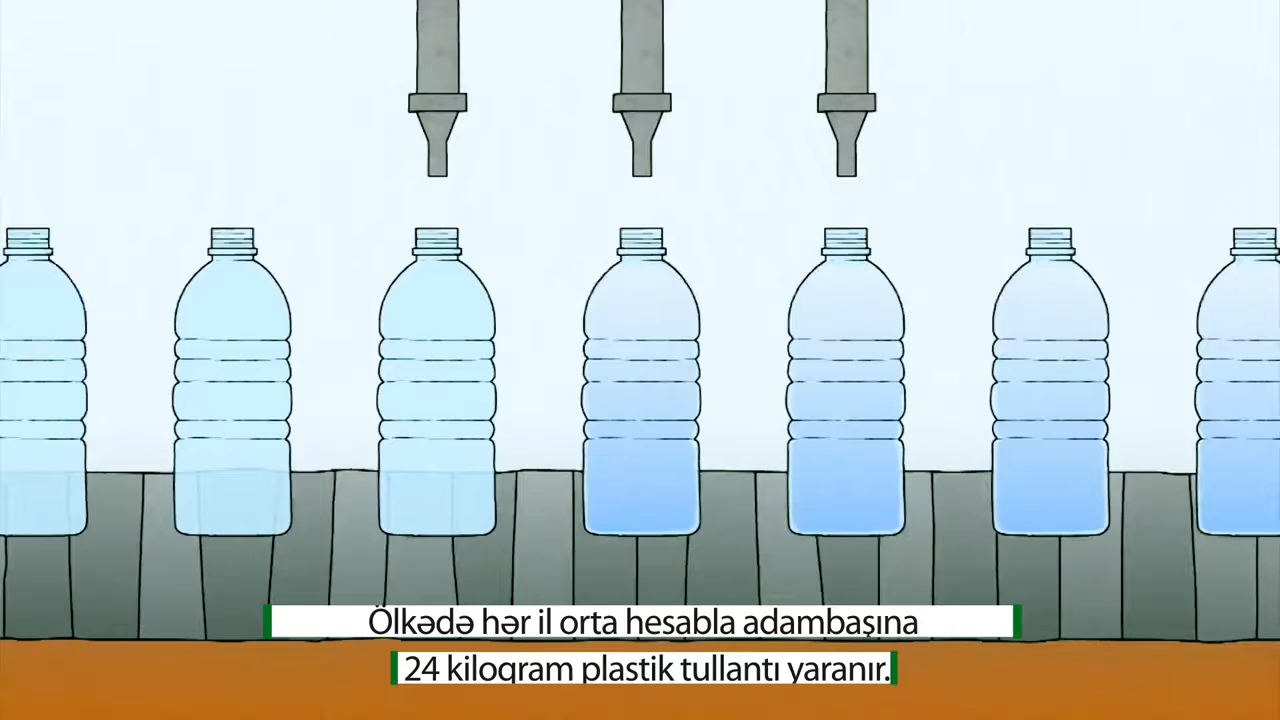 Ölkədə hər il orta hesabla adambaşına
24 kiloqram plastik tullantı yaranır.